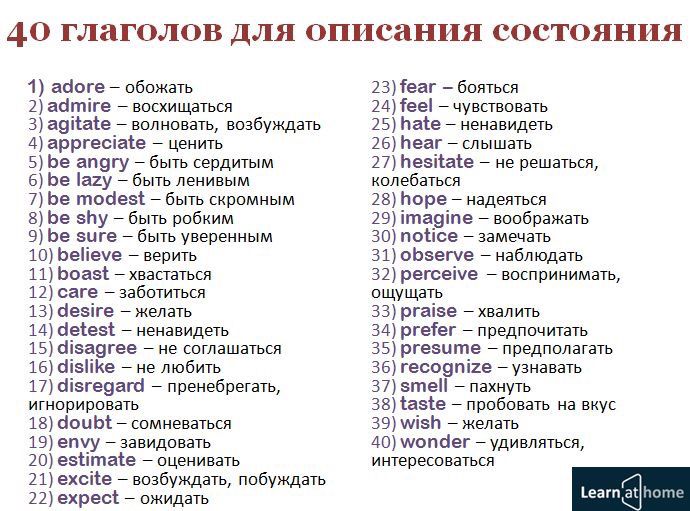 40 глаголов для описания состояния
1) adore – обожать
2) admire – восхищаться
3) agitate – волновать, возбуждать
4) appreciate – ценить
5) be angry – быть сердитым
6) be lazy – быть ленивым
7) be modest – быть скромным
8) be shy – быть робким
9) be sure – быть уверенным
10) believe – верить
11) boast – хвастаться
12) care – заботиться
13) desire – желать
14) detest – ненавидеть
15) disagree – не соглашаться
16) dislike – не любить
17) disregard – пренебрегать,
игнорировать
18) doubt – сомневаться
19) envy – завидовать
20) estimate – оценивать
21) excite – возбуждать, побуждать
22) expect – ожидать
23) fear – бояться
24) feel – чувствовать
25) hate – ненавидеть
26) hear – слышать
27) hesitate – не решаться,
колебаться
28) hope – надеяться
29) imagine – воображать
30) notice – замечать
31) observe – наблюдать
32) perceive – воспринимать,
ощущать
33) praise – хвалить
34) prefer – предпочитать
35) presume – предполагать
36) recognize – узнавать
37) smell – пахнуть
38) taste – пробовать на вкус
39) wish – желать
40) wonder – удивляться,
интересоваться
Learn at home